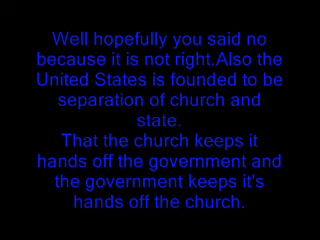 Well hopefully you said no
because it is not right.Also the
United States is founded to be
separation of church and
state.
That the church keeps it
hands off the government and
the government keeps it's
hands off the church.